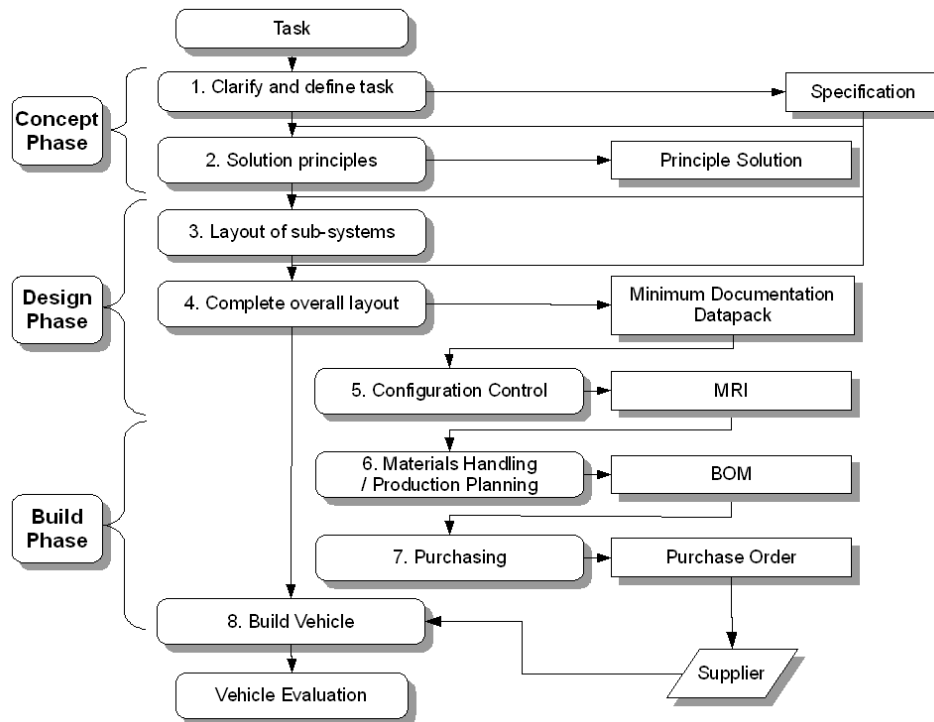 Task
1. Clarify and define task
Specification
Concept
Phase
2. Solution principles
Principle Solution
3. Layout of sub-systems
Design
Phase
4. Complete overall layout
Minimum Documentation
Datapack
5. Configuration Control
MRI
6. Materials Handling
/ Production Planning
BOM
Build
Phase
7. Purchasing
Purchase Order
8. Build Vehicle
Supplier
Vehicle Evaluation